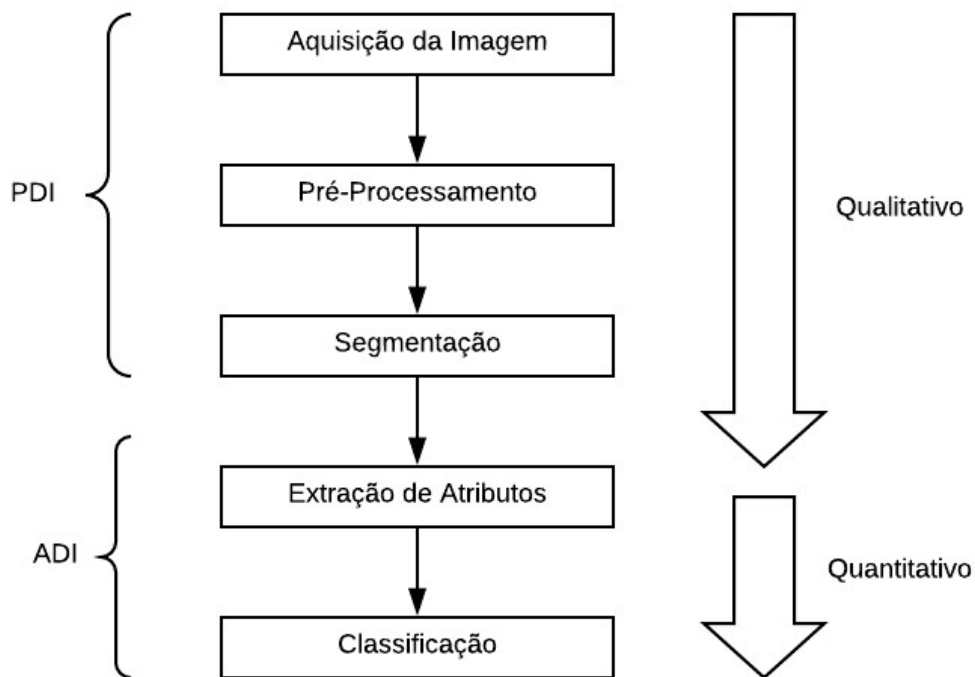 Aquisição da Imagem
Pré-Processamento
PDI
Qualitativo
Segmentação
Extração de Atributos
ADI
Quantitativo
Classificação